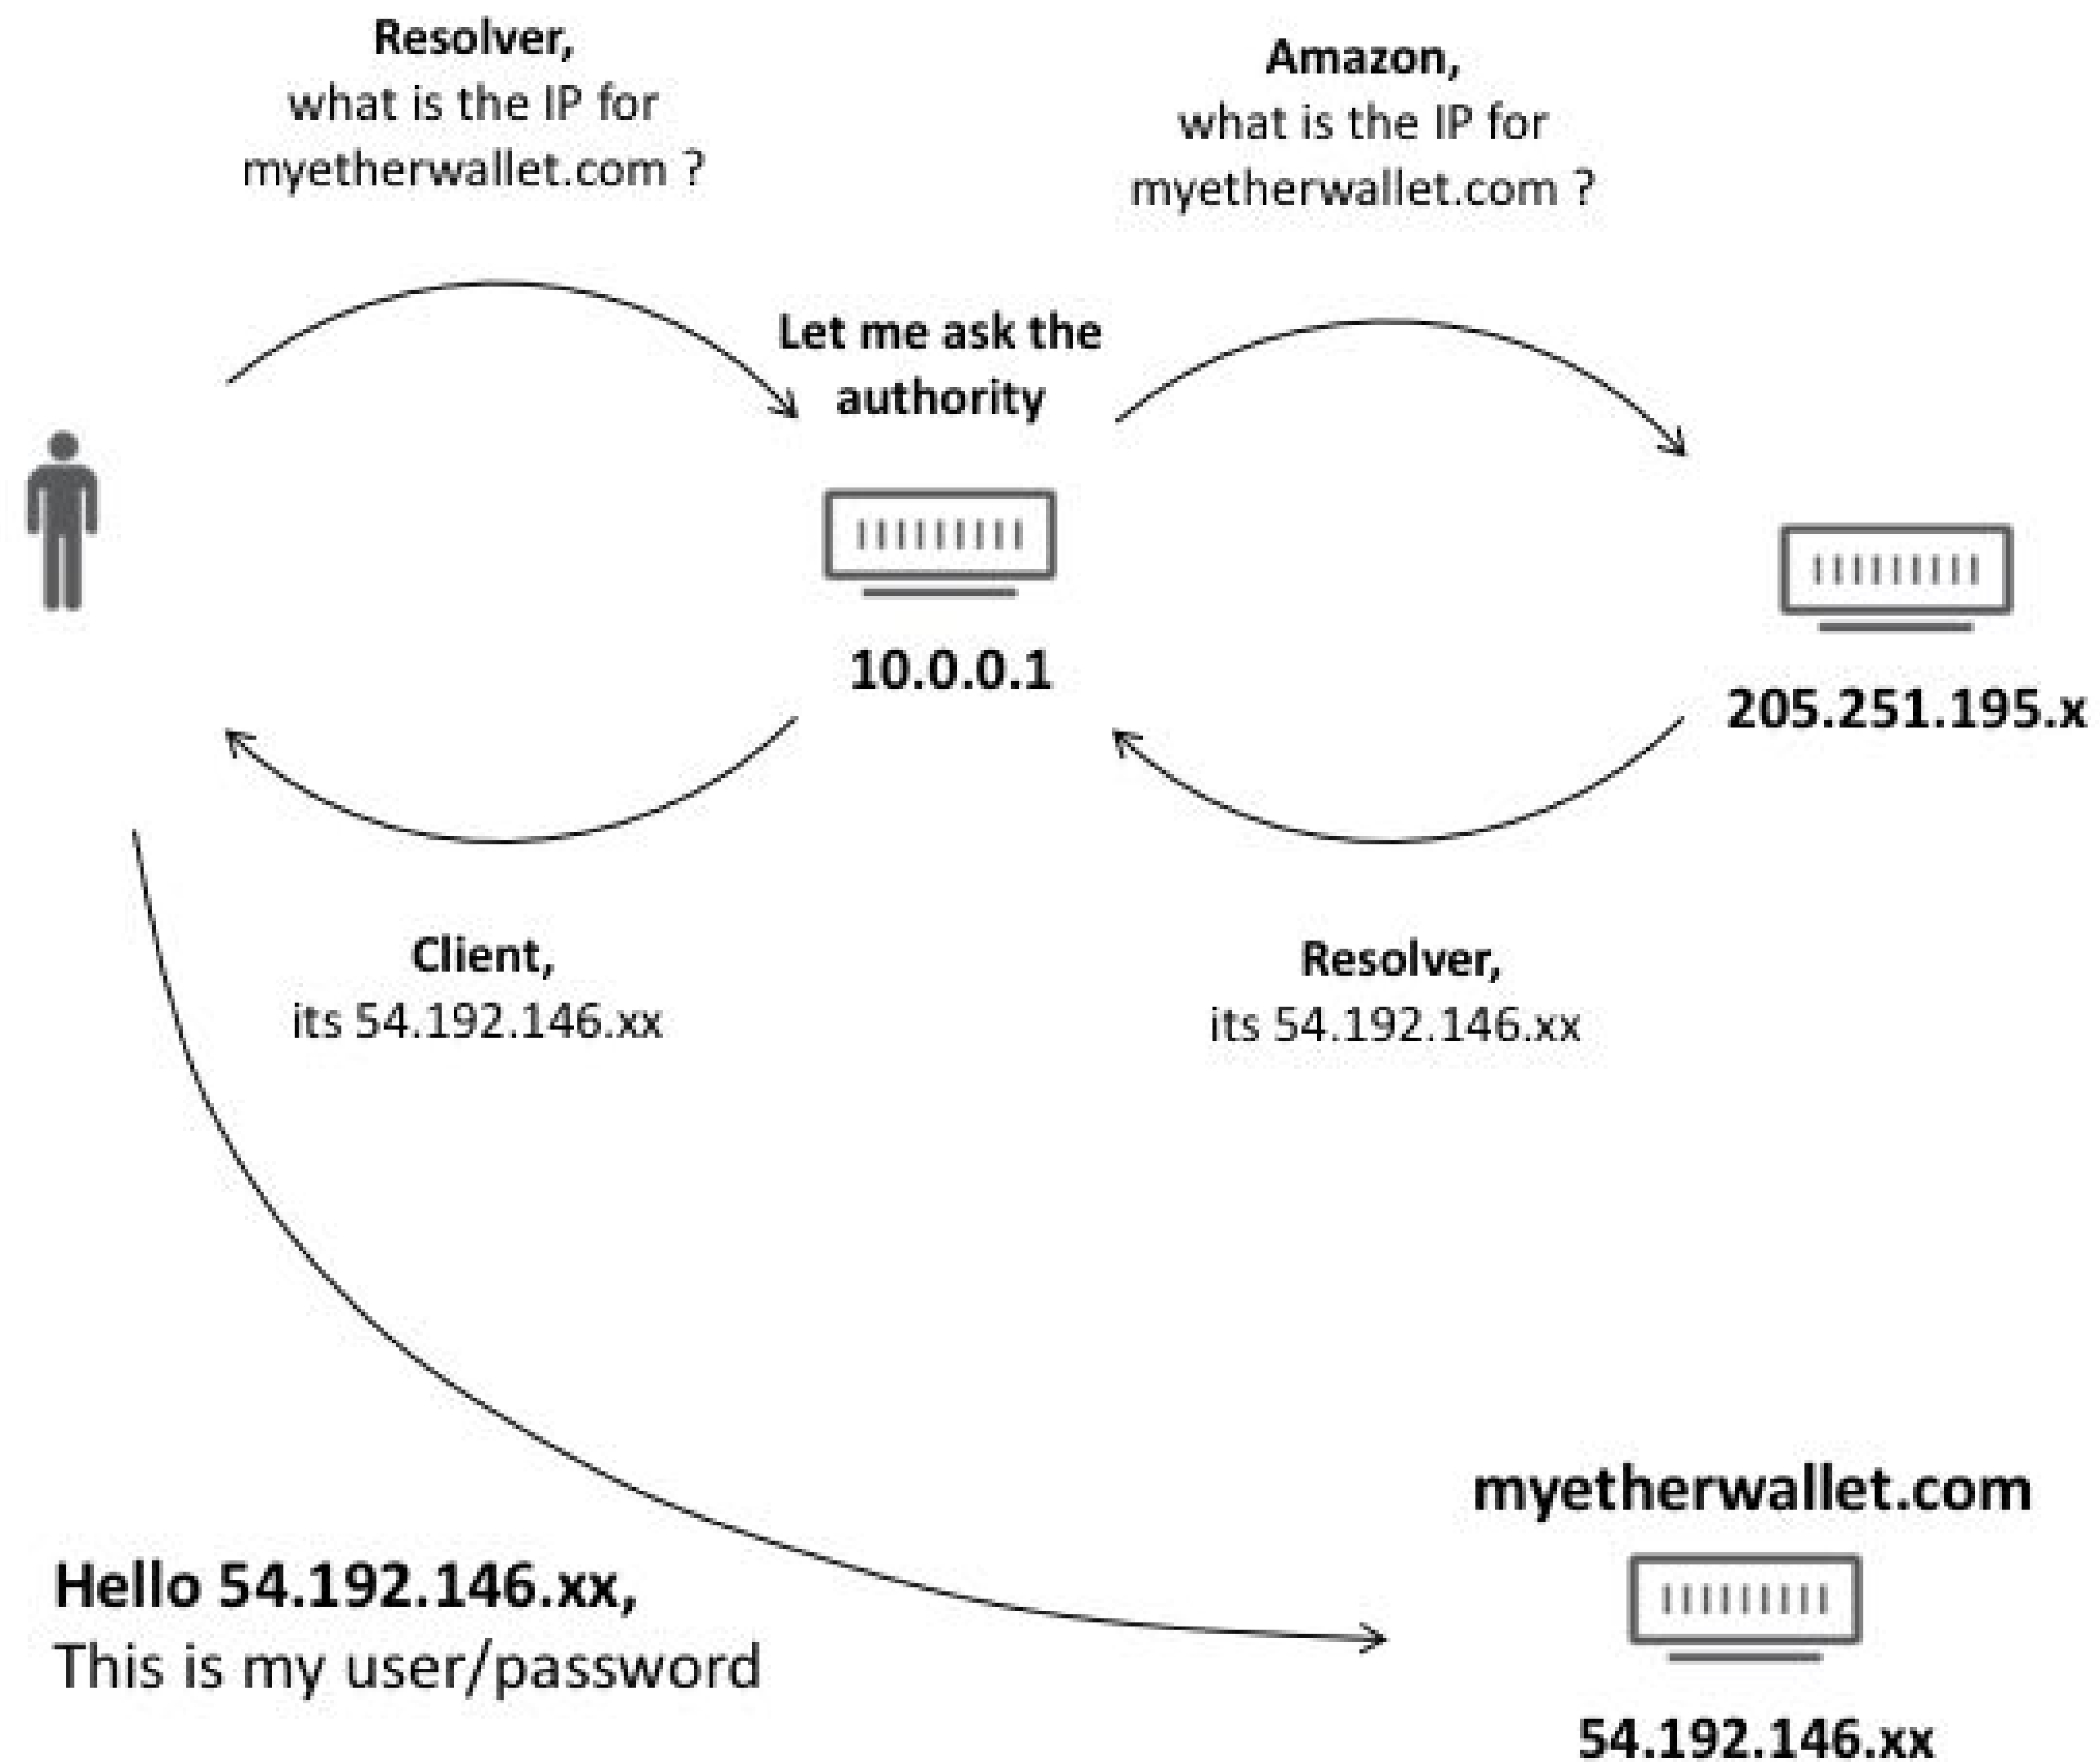 Resolver,
what is the IP for
myetherwallet.com ?
Amazon,
what is the IP for
myetherwallet.com ?
Let me ask the
authority
10.0.0.1
205.251.195.x
Client,
its 54.192.146.xx
Resolver,
its 54.192.146.xx
myetherwallet.com
Hello 54.192.146.xx,
This is my user/password
54.192.146.xx